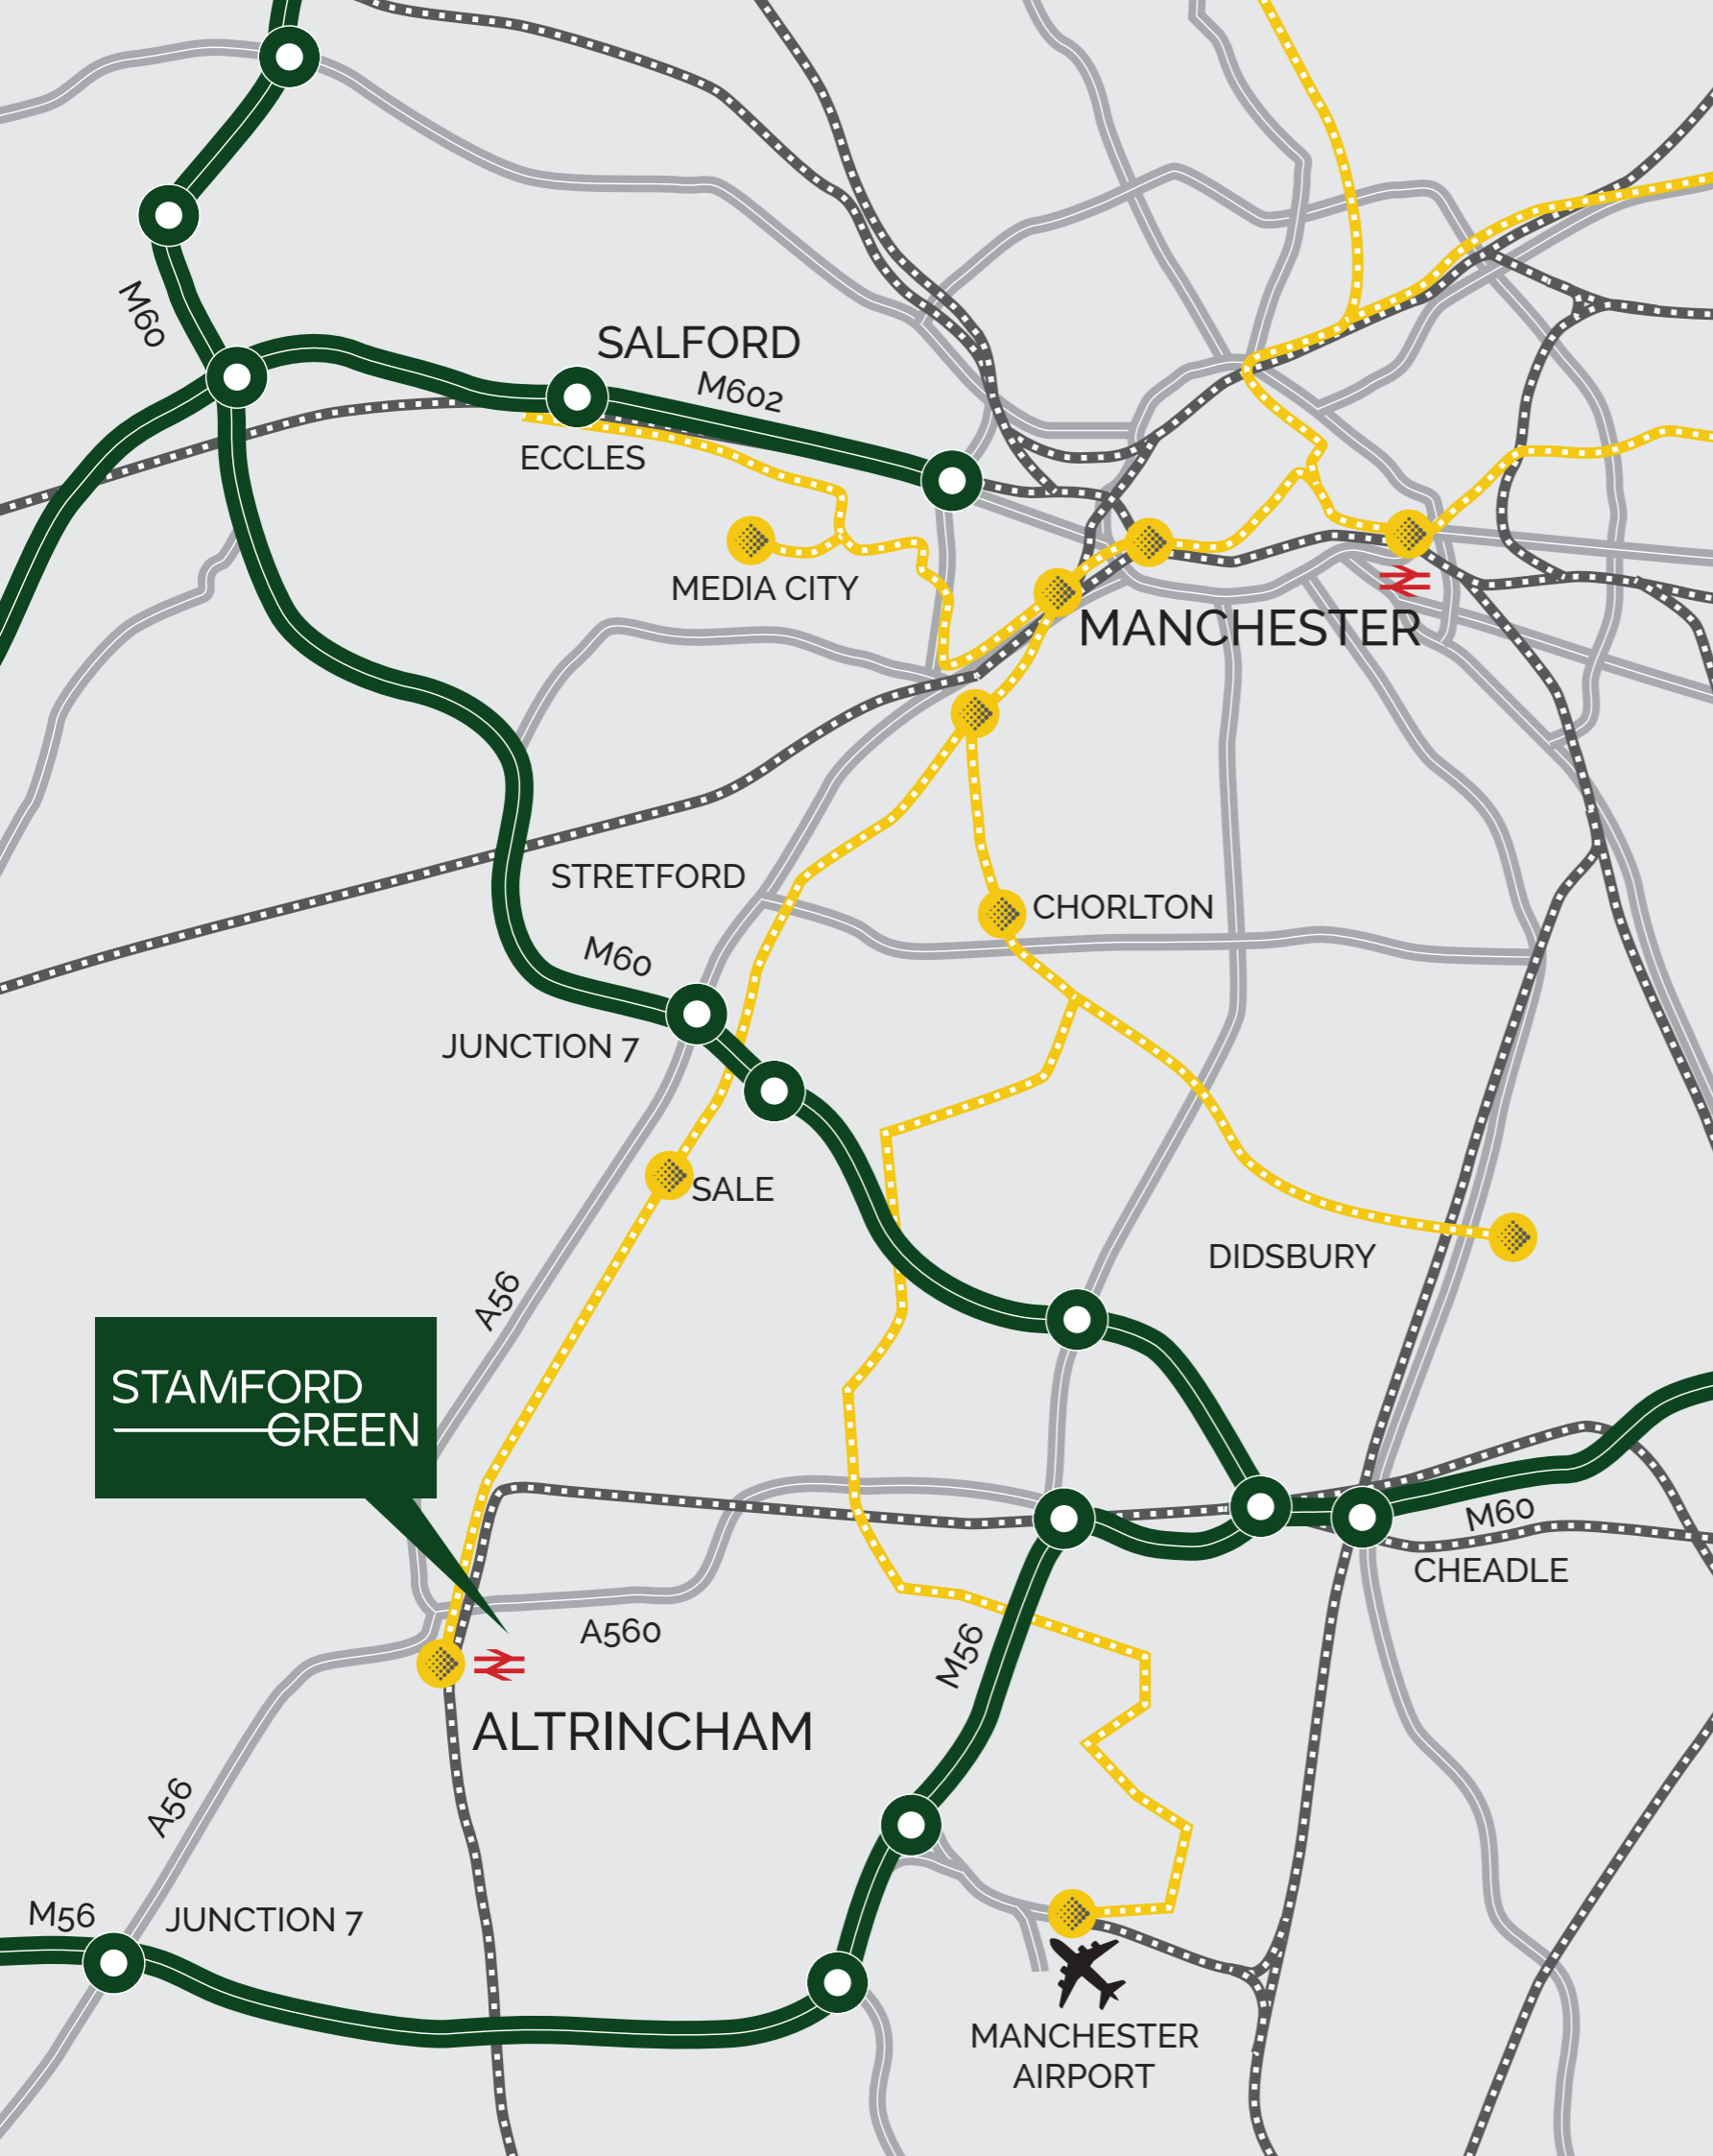 M60
SALFORD
M602
ECCLES
MEDIA CITY
MANCHESTER
STRETFORD
CHORLTON
M60
JUNCTION 7
SALE
DIDSBURY
A56
STAMFORD
GREEN
M60
CHEADLE
A560
M56
ALTRINCHAM
A56
M56
JUNCTION 7
MANCHESTER
AIRPORT